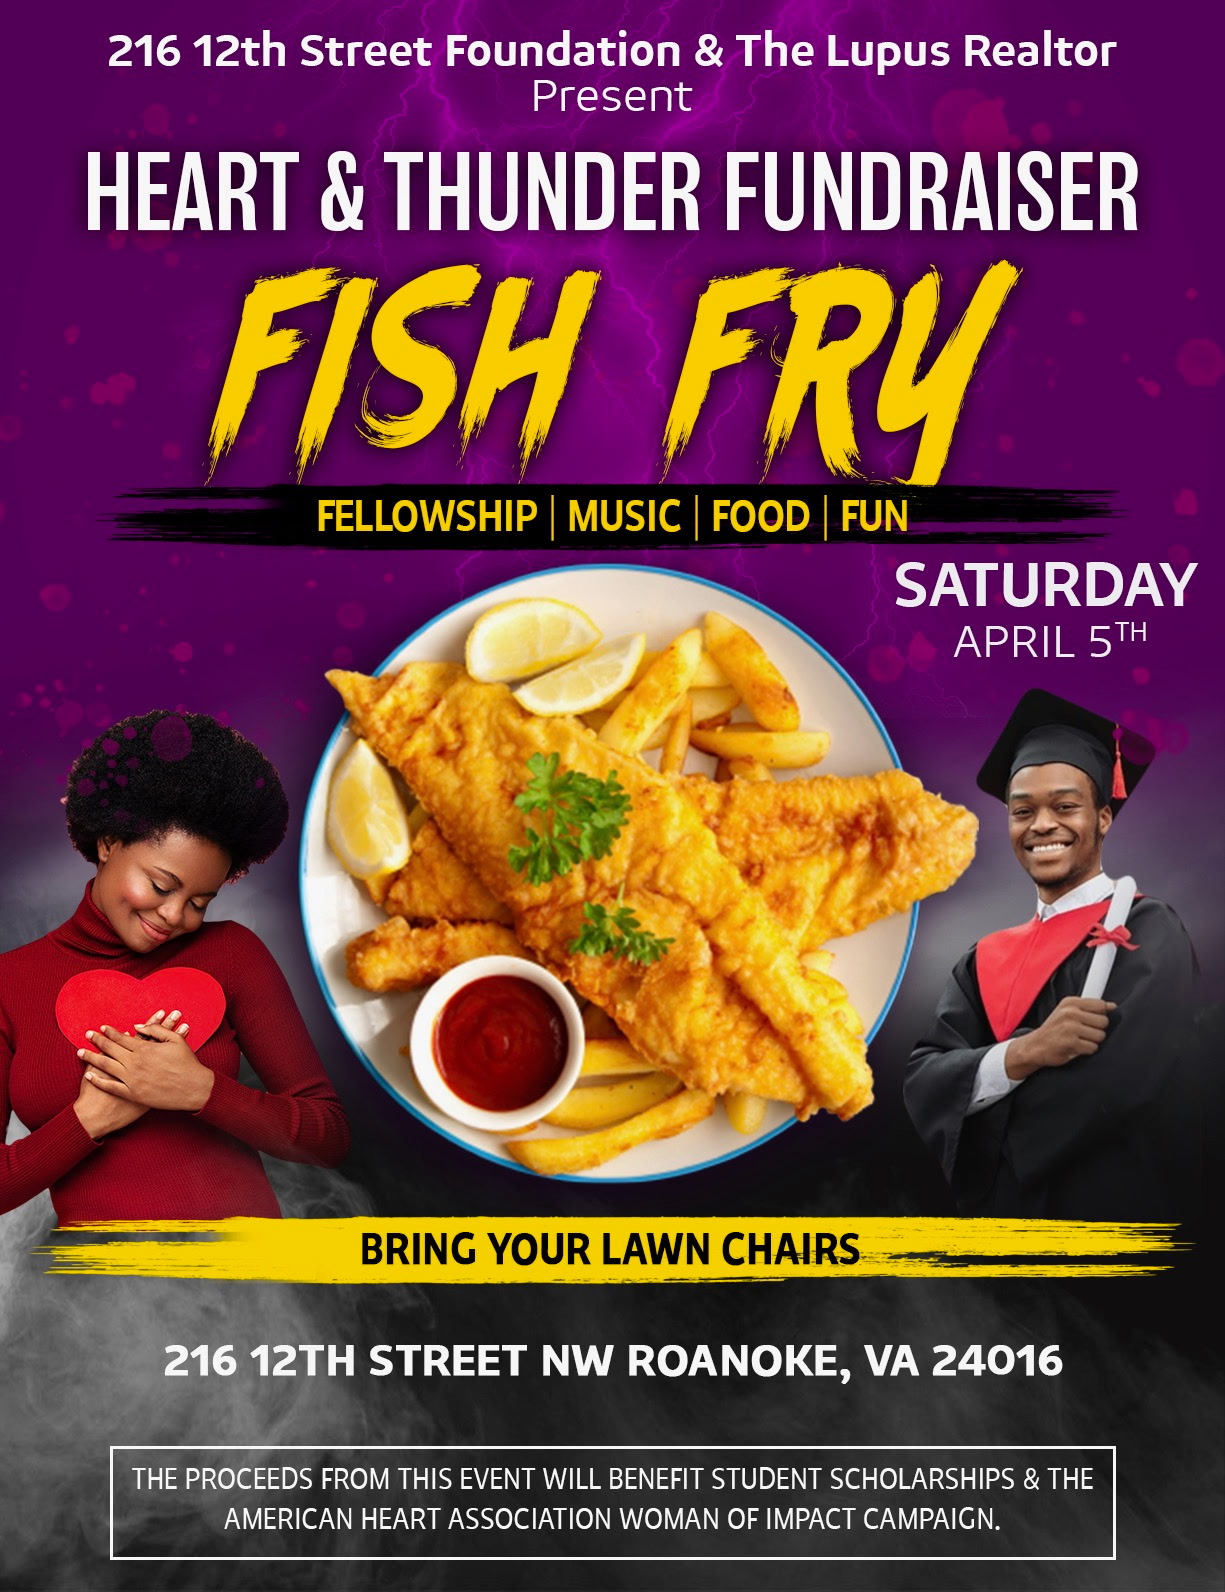 216 12th Street Foundation & The Lupus Realtor
Present
HEART & THUNDER FUNDRAISER
FISH FRY
FELLOWSHIP | MUSIC | FOOD | FUN
SATURDAY
APRIL 5TH
BRING YOUR LAWN CHAIRS
216 12TH STREET NW ROANOKE, VA 24016
THE PROCEEDS FROM THIS EVENT WILL BENEFIT STUDENT SCHOLARSHIPS & THE
AMERICAN HEART ASSOCIATION WOMAN OF IMPACT CAMPAIGN.